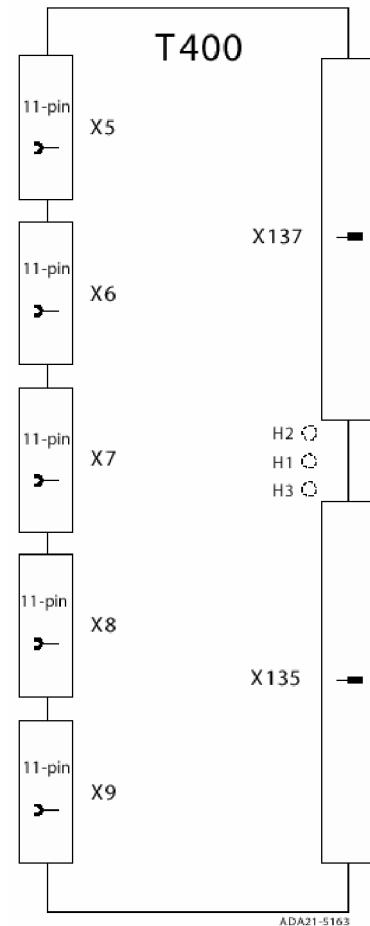 T400
11-pin
X5
X137
11-pin
X6
H2
H1
H3
11-pin
X7
11-pin
X8
X135
11-pin
X9
ADA21-5163